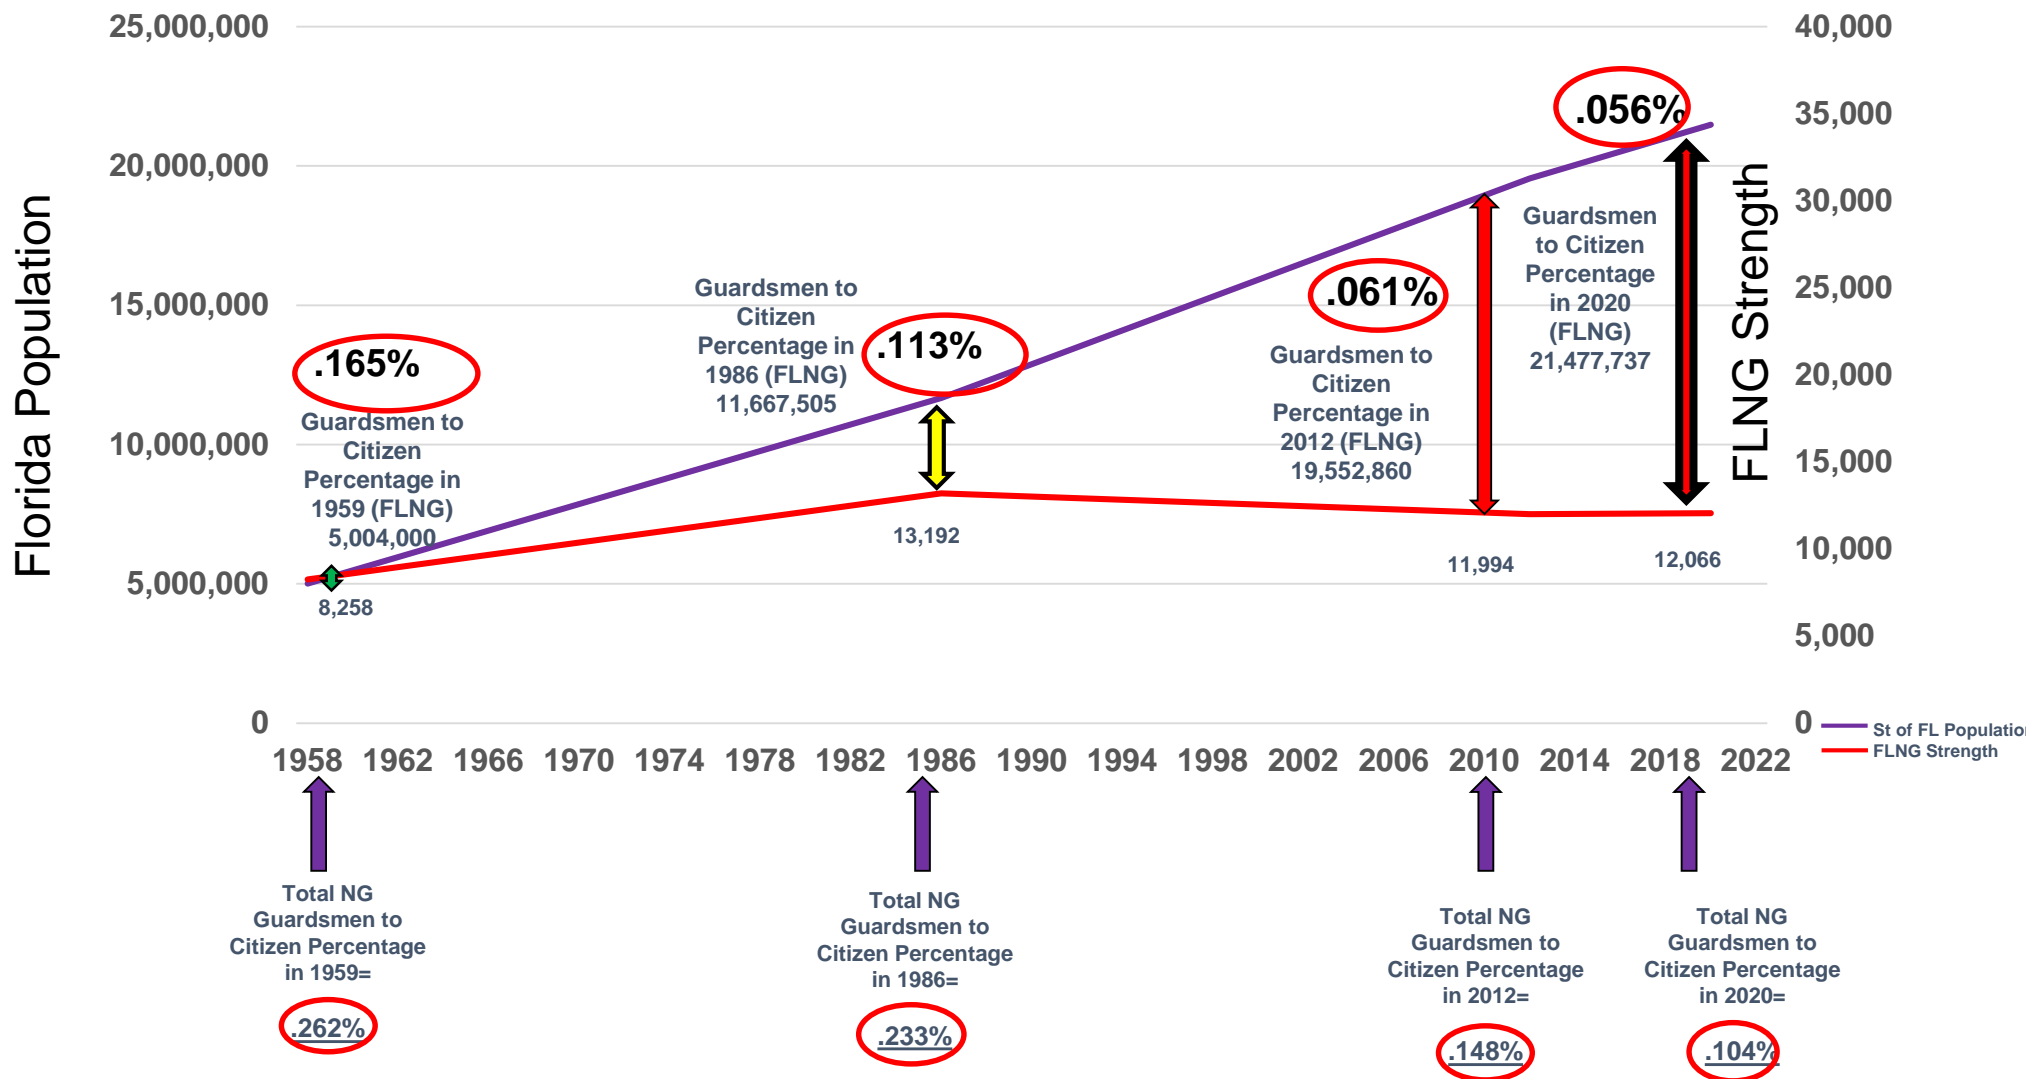 Florida Population
25,000,000
20,000,000
15,000,000
10,000,000
5,000,000
0
40,000
35,000
30,000
25,000
20,000
15,000
10,000
5,000
0
FLNG Strength
.165%
Guardsmen to
Citizen
Percentage in
1959 (FLNG)
5,004,000
8,258
Guardsmen to
Citizen
Percentage in
1986 (FLNG)
11,667,505
.113%
13,192
.061%
Guardsmen to
Citizen
Percentage in
2012 (FLNG)
19,552,860
11,994
.056%
Guardsmen
to Citizen
Percentage
in 2020
(FLNG)
21,477,737
12,066
St of FL Population
FLNG Strength
1958 1962 1966 1970 1974 1978 1982 1986 1990 1994 1998 2002 2006 2010 2014 2018 2022
Total NG
Guardsmen to
Citizen Percentage
in 1959=
.262%
Total NG
Guardsmen to
Citizen Percentage
in 1986=
.233%
Total NG
Guardsmen to
Citizen Percentage
in 2012=
.148%
Total NG
Guardsmen to
Citizen Percentage
in 2020=
.104%